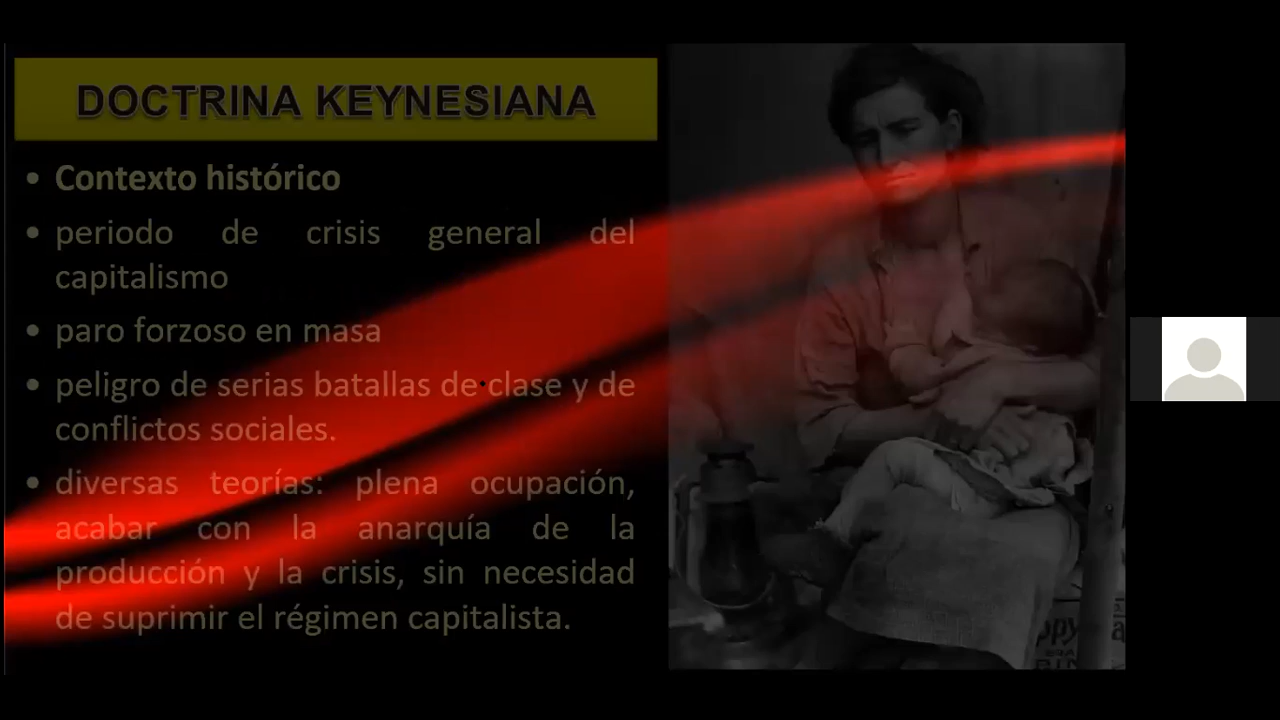 DOCTRINA KEYNESIANA
• Contexto histórico
• periodo de crisis general del
capitalismo
• paro forzoso en masa
• peligro de serias batallas de clase y de
conflictos sociales.
• diversas teorías: plena ocupación,
acabar con la anarquía de la
producción y la crisis, sin necesidad
de suprimir el régimen capitalista.